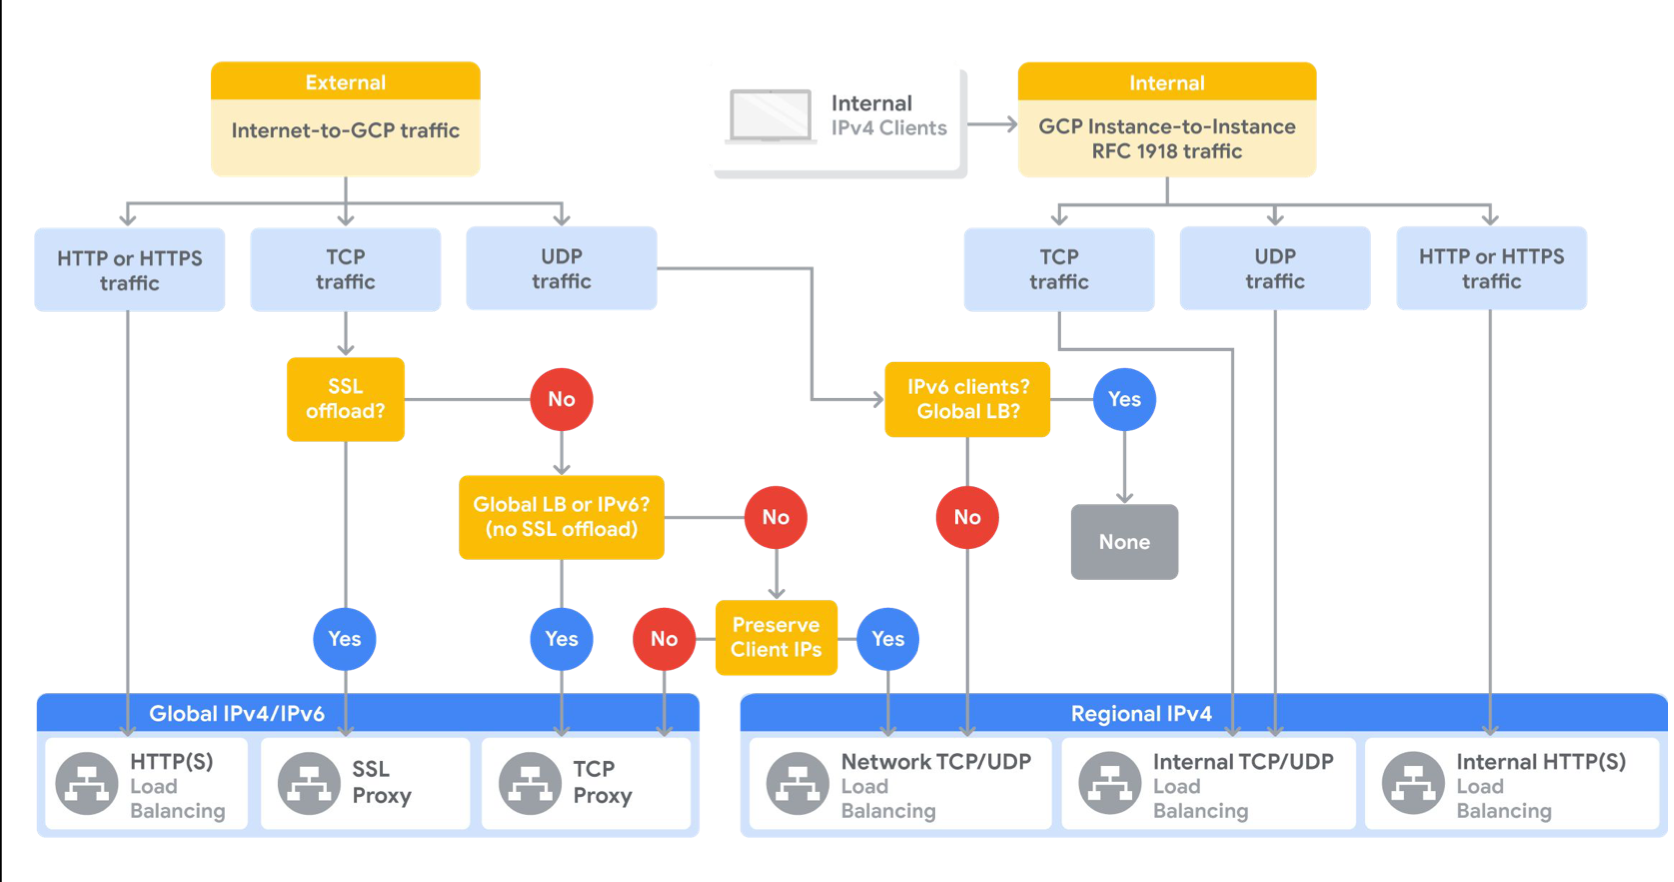 External
Internet-to-GCP traffic
Internal
IPv4 Clients
Internal
GCP Instance-to-Instance
RFC 1918 traffic
HTTP or HTTPS
traffic
TCP
traffic
UDP
traffic
TCP
traffic
UDP
traffic
HTTP or HTTPS
traffic
SSL
offload?
No
IPv6 clients?
Global LB?
Yes
Global LB or IPv6?
(no SSL offload)
No
No
None
Yes
Yes
No
Preserve
Client IPs
Yes
Global IPv4/IPv6
HTTP(S)
Load
Balancing
SSL
Proxy
TCP
Proxy
Regional IPv4
Network TCP/UDP
Load
Balancing
Internal TCP/UDP
Load
Balancing
Internal HTTP(S)
Load
Balancing